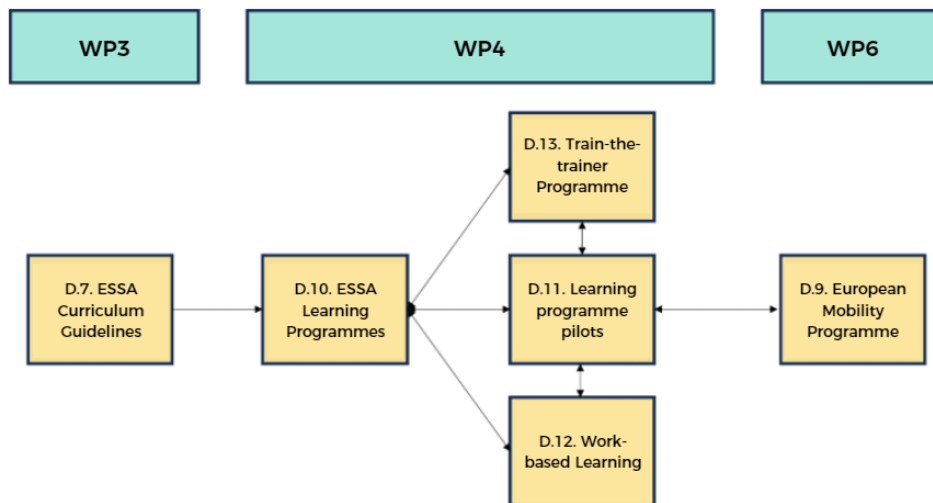 WP3
WP4
WP6
D.13. Train-the-
trainer
Programme
D.7. ESSA
Curriculum
Guidelines
D.10. ESSA
Learning
Programmes
D.11. Learning
programme
pilots
D.9. European
Mobility
Programme
D.12. Work-
based Learning